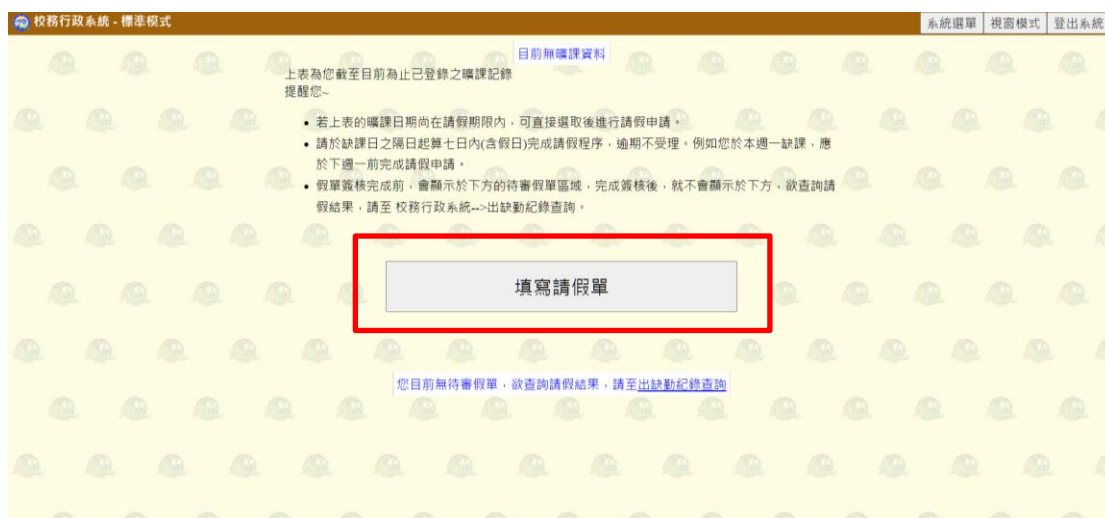 校務行政系統 - 標準模式
系統選單 視窗模式 登出系統
目前無曠課資料
上表為您截至目前為止已登錄之曠課記錄
提醒您~
• 若上表的曠課日期尚在請假期限內，可直接選取後進行請假申請。
• 請於缺課日之隔日起算七日內(含假日)完成請假程序，逾期不受理。例如您於本週一缺課，應
於下週一前完成請假申請。
• 假單簽核完成前，會顯示於下方的待審假單區域，完成簽核後，就不會顯示於下方，欲查詢請
假結果，請至 校務行政系統-->出缺勤紀錄查詢。
填寫請假單
您目前無待審假單，欲查詢請假結果，請至出缺勤紀錄查詢